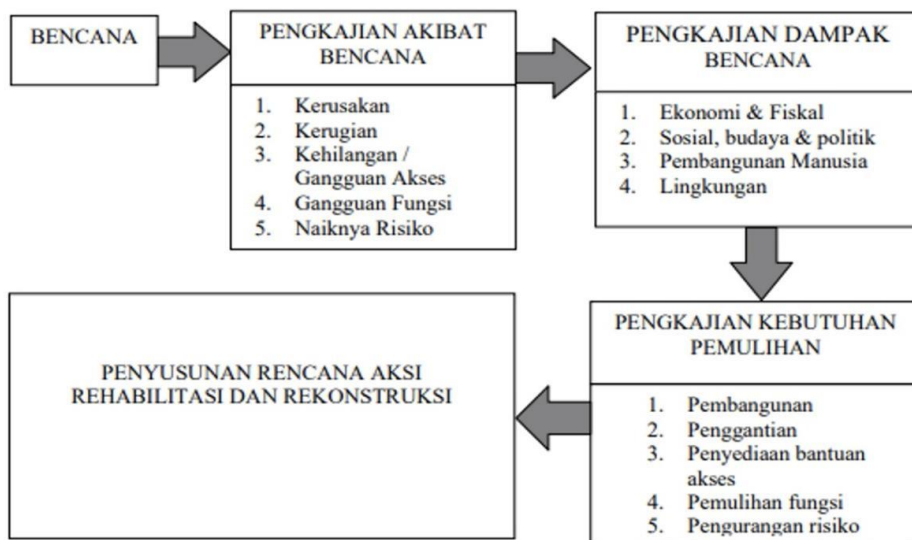 BENCANA
PENGKAJIAN AKIBAT
BENCANA
1. Kerusakan
2. Kerugian
3. Kehilangan /
Gangguan Akses
4. Gangguan Fungsi
5. Naiknya Risiko
PENGKAJIAN DAMPAK
BENCANA
1. Ekonomi & Fiskal
2. Sosial, budaya & politik
3. Pembangunan Manusia
4. Lingkungan
PENGKAJIAN KEBUTUHAN
PEMULIHAN
1. Pembangunan
2. Penggantian
3. Penyediaan bantuan
akses
4. Pemulihan fungsi
5. Pengurangan risiko
PENYUSUNAN RENCANA AKSI
REHABILITASI DAN REKONSTRUKSI